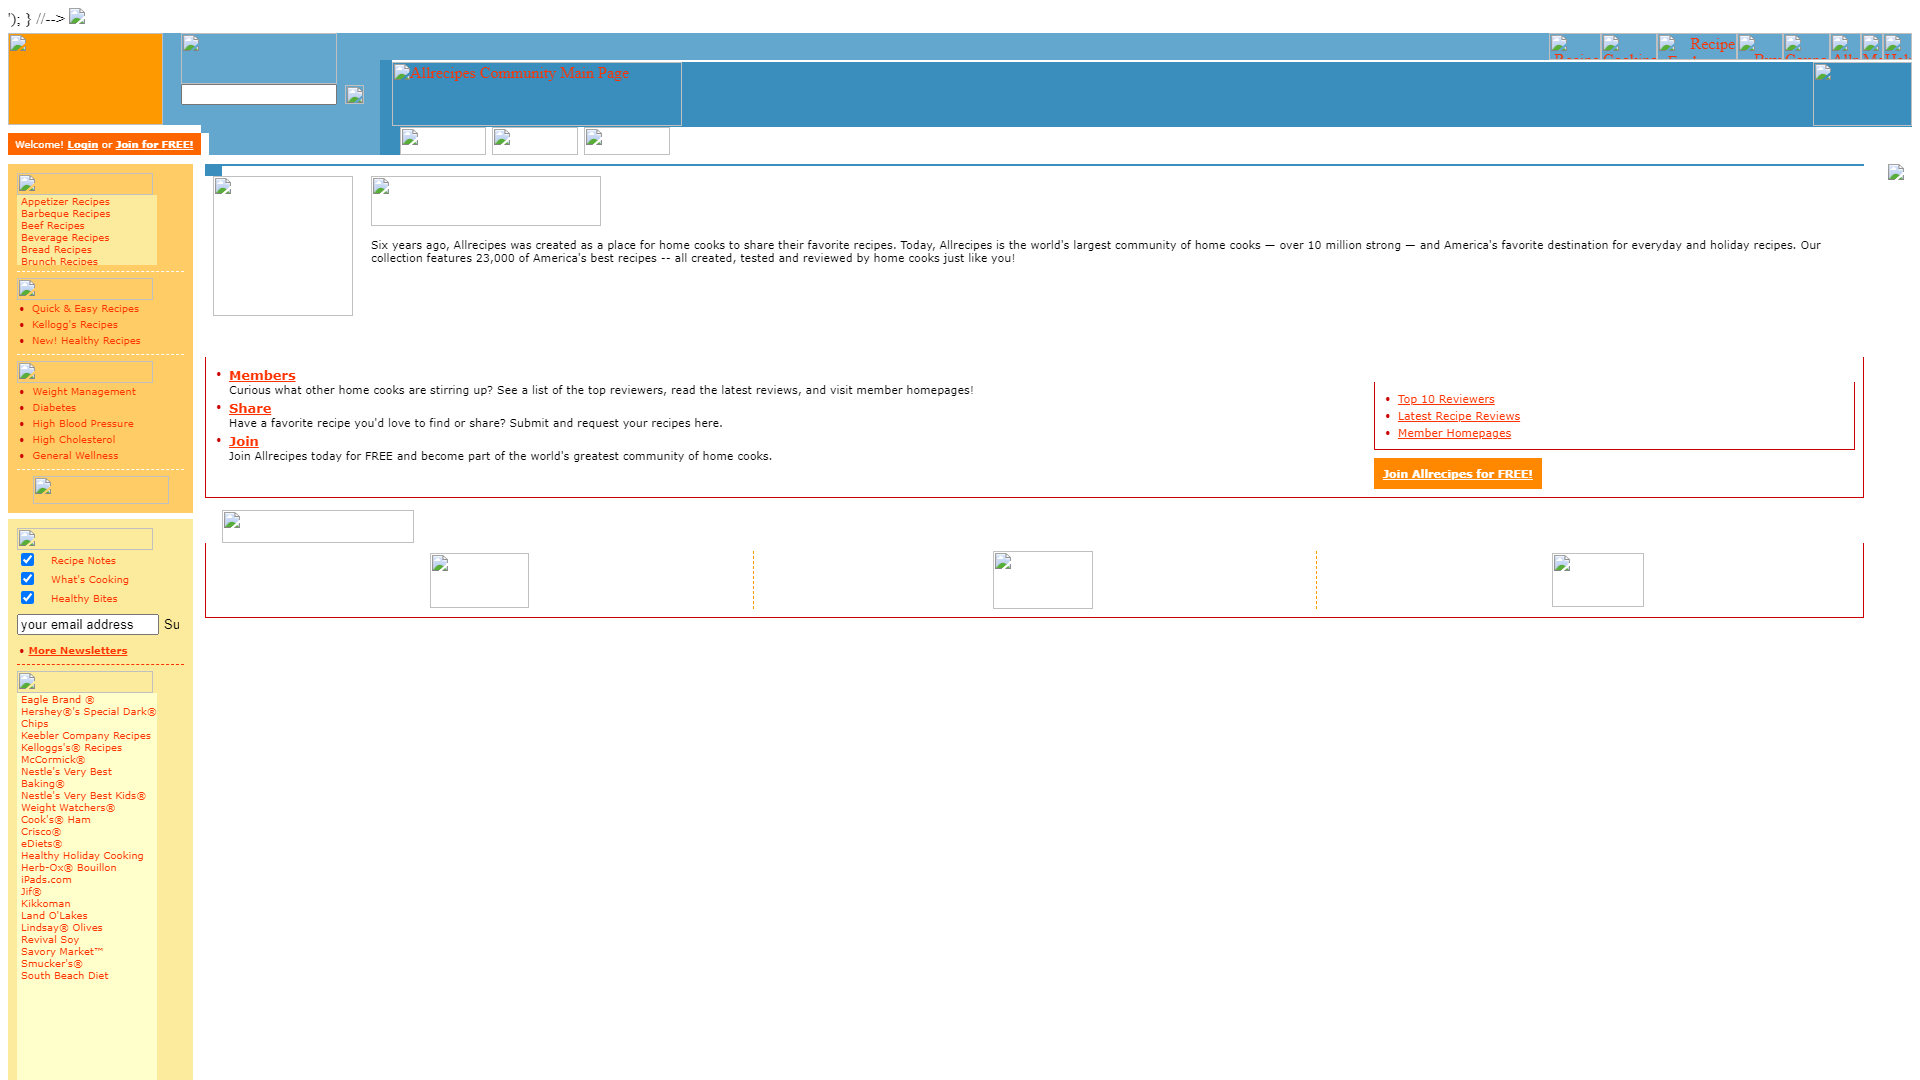 '); } //-->
Recipe
Allrecipes Community Main Page
Welcome! Login or Join for FREE!
Appetizer Recipes
Barbeque Recipes
Beef Recipes
Beverage Recipes
Bread Recipes
Brunch Recipes
• Quick & Easy Recipes
• Kellogg's Recipes
• New! Healthy Recipes
• Weight Management
• Diabetes
• High Blood Pressure
• High Cholesterol
• General Wellness
Recipe Notes
What's Cooking
Healthy Bites
your email address Su
• More Newsletters
Eagle Brand ®
Hershey®'s Special Dark®
Chips
Keebler Company Recipes
Kelloggs's® Recipes
McCormick®
Nestle's Very Best
Baking®
Nestle's Very Best Kids®
Weight Watchers®
Cook's® Ham
Crisco®
eDiets®
Healthy Holiday Cooking
Herb-Ox® Bouillon
iPads.com
Jif®
Kikkoman
Land O'Lakes
Lindsay® Olives
Revival Soy
Savory Market™
Smucker's®
South Beach Diet
Six years ago, Allrecipes was created as a place for home cooks to share their favorite recipes. Today, Allrecipes is the world's largest community of home cooks — over 10 million strong — and America's favorite destination for everyday and holiday recipes. Our
collection features 23,000 of America's best recipes -- all created, tested and reviewed by home cooks just like you!
• Members
Curious what other home cooks are stirring up? See a list of the top reviewers, read the latest reviews, and visit member homepages!
• Share
Have a favorite recipe you'd love to find or share? Submit and request your recipes here.
• Join
Join Allrecipes today for FREE and become part of the world's greatest community of home cooks.
• Top 10 Reviewers
• Latest Recipe Reviews
• Member Homepages
Join Allrecipes for FREE!